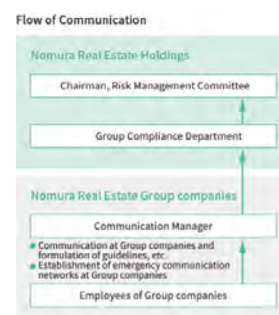 Flow of Communication
Nomura Real Estate Holdings
Chairman, Risk Management Committee
Group Compliance Department
Nomura Real Estate Group companies
Communication Manager
Communication at Group companies and
formulation of guidelines, etc.
Establishment of emergency communication
networks at Group companies
Employees of Group companies